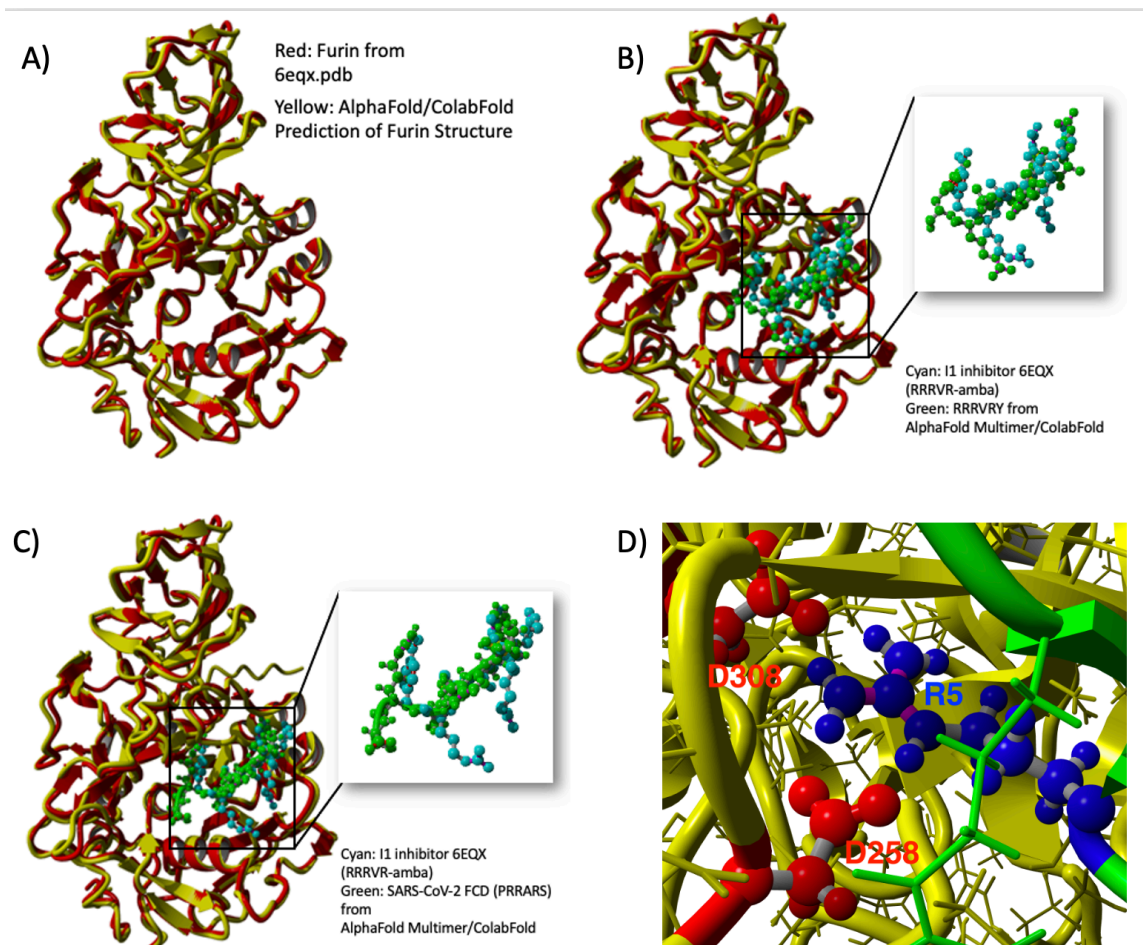 A)
Red: Furin from
6eqx.pdb
Yellow: AlphaFold/ColabFold
Prediction of Furin Structure
B)
Cyan: I1 inhibitor 6EQX
(RRRVR-amba)
Green: RRRVRY from
AlphaFold Multimer/ColabFold
C)
Cyan: I1 inhibitor 6EQX
(RRRVR-amba)
Green: SARS-CoV-2 FCD (PRRARS)
from
AlphaFold Multimer/ColabFold
D)
D308
R5
D258